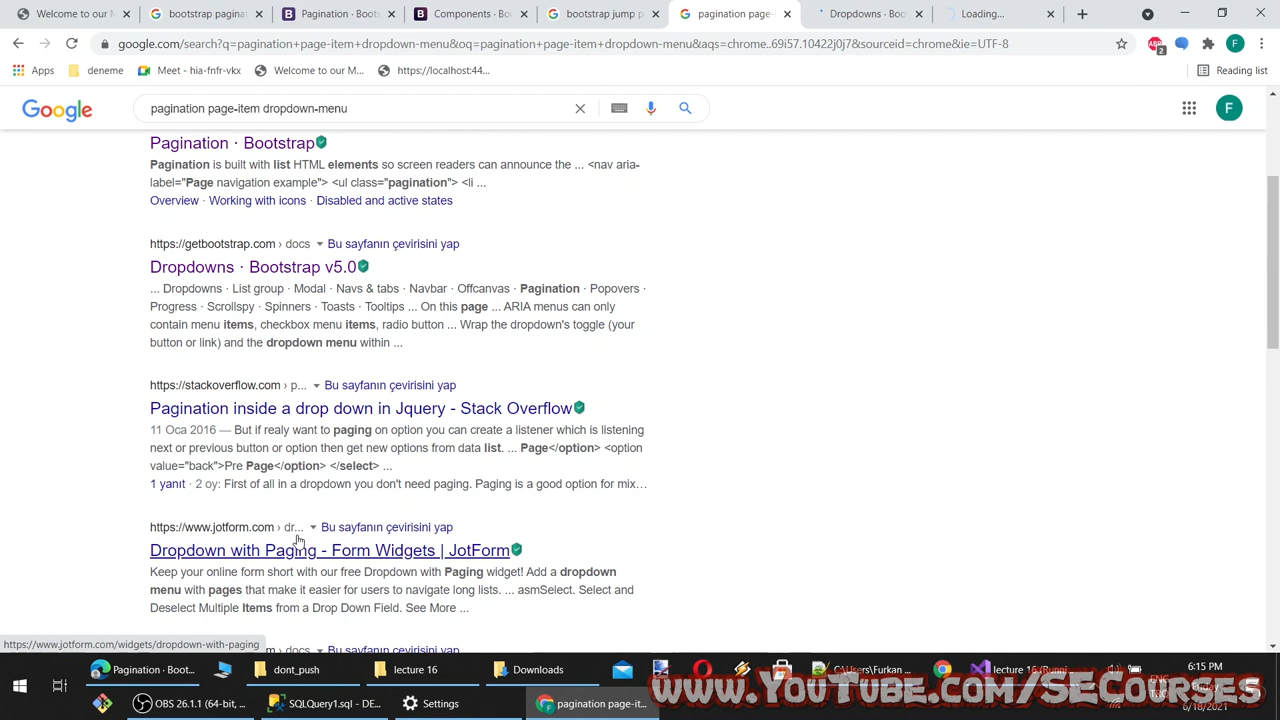 Welcome to our M
bootstrap paginat
Pagination · Boots
Components · Boo
bootstrap jump p
pagination page-
Dropdowns · Boo
Loading...
google.com/search?q=pagination+page-item+dropdown-menu&oq=pagination+page-item+dropdown-menu&aqs=chrome..69i57.10422j0j7&sourceid=chrome&ie=UTF-8
ABP
2
F
Apps
deneme
Meet - hia-fnfr-vkx
Welcome to our M...
https://localhost:44...
Reading list
Google
pagination page-item dropdown-menu
F
Pagination · Bootstrap
Pagination is built with list HTML elements so screen readers can announce the ... <nav aria-
label="Page navigation example"> <ul class="pagination"> <li ...
Overview · Working with icons · Disabled and active states
https://getbootstrap.com › docs
Bu sayfanın çevirisini yap
Dropdowns · Bootstrap v5.0
... Dropdowns · List group · Modal · Navs & tabs · Navbar · Offcanvas · Pagination · Popovers ·
Progress · Scrollspy · Spinners · Toasts · Tooltips ... On this page ... ARIA menus can only
contain menu items, checkbox menu items, radio button ... Wrap the dropdown's toggle (your
button or link) and the dropdown menu within ...
https://stackoverflow.com › p...
Bu sayfanın çevirisini yap
Pagination inside a drop down in Jquery - Stack Overflow
11 Oca 2016 — But if realy want to paging on option you can create a listener which is listening
next or previous button or option then get new options from data list. ... Page</option> <option
value="back">Pre Page</option> </select> ...
1 yanıt · 2 oy: First of all in a dropdown you don't need paging. Paging is a good option for mix...
https://www.jotform.com › dr...
Bu sayfanın çevirisini yap
Dropdown with Paging - Form Widgets | JotForm
Keep your online form short with our free Dropdown with Paging widget! Add a dropdown
menu with pages that make it easier for users to navigate long lists. ... asmSelect. Select and
Deselect Multiple Items from a Drop Down Field. See More ...
https://www.jotform.com/widgets/dropdown-with-paging
Bu sayfanın çevirisini yap
Pagination · Boot...
dont_push
lecture 16
Downloads
C:\Users\Furkan ...
lecture 16 (Runni...
6:15 PM
Friday
6/18/2021
OBS 26.1.1 (64-bit, ...
SQLQuery1.sql - DE...
Settings
pagination page-it...
www.YouTube.com/SECourses